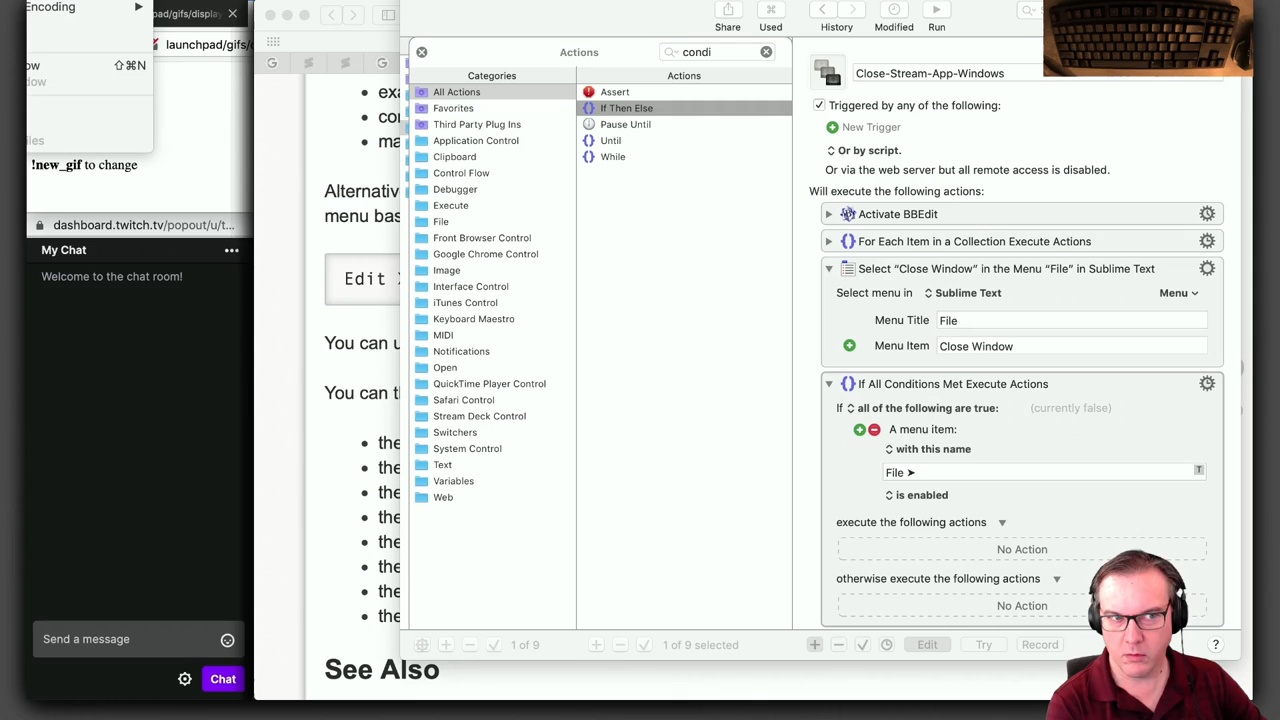 Encoding
pad/gifs/display
launchpad/gifs/d
ow
⇧⌘N
dow
iles
!new_gif to change
dashboard.twitch.tv/popout/u/t...
My Chat
Welcome to the chat room!
Send a message
Chat
exa
con
ma
Alternativ
menu bas
Edit
You can u
You can th
the
the
the
the
the
the
the
the
See Also
Share
Used
History
Modified
Run
Actions
condi
Categories
All Actions
Favorites
Third Party Plug Ins
Application Control
Clipboard
Control Flow
Debugger
Execute
File
Front Browser Control
Google Chrome Control
Image
Interface Control
iTunes Control
Keyboard Maestro
MIDI
Notifications
Open
QuickTime Player Control
Safari Control
Stream Deck Control
Switchers
System Control
Text
Variables
Web
Actions
Assert
If Then Else
Pause Until
Until
While
Close-Stream-App-Windows
Triggered by any of the following:
New Trigger
Or by script.
Or via the web server but all remote access is disabled.
Will execute the following actions:
Activate BBEdit
For Each Item in a Collection Execute Actions
Select “Close Window” in the Menu “File” in Sublime Text
Select menu in Sublime Text Menu
Menu Title File
Menu Item Close Window
If All Conditions Met Execute Actions
If all of the following are true: (currently false)
A menu item:
with this name
File ➤
T
is enabled
execute the following actions
No Action
otherwise execute the following actions
No Action
1 of 9
1 of 9 selected
Edit
Try
Record
?